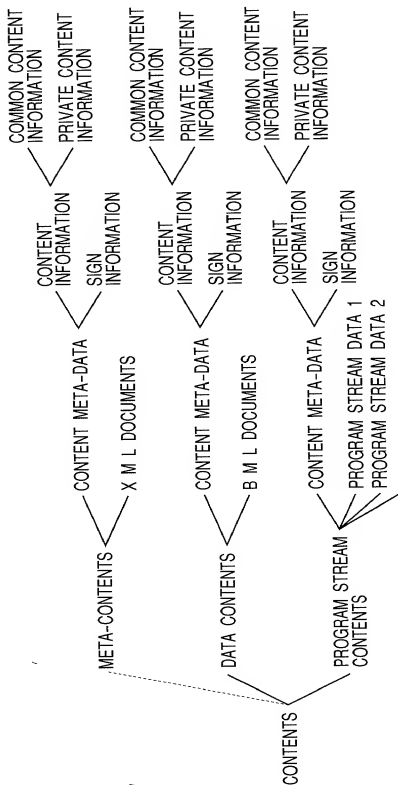 CONTENTS
META-CONTENTS
CONTENT META-DATA
CONTENT
INFORMATION
COMMON CONTENT
INFORMATION
PRIVATE CONTENT
INFORMATION
SIGN
INFORMATION
X M L DOCUMENTS
DATA CONTENTS
CONTENT META-DATA
CONTENT
INFORMATION
COMMON CONTENT
INFORMATION
PRIVATE CONTENT
INFORMATION
SIGN
INFORMATION
B M L DOCUMENTS
PROGRAM STREAM
CONTENTS
CONTENT META-DATA
CONTENT
INFORMATION
COMMON CONTENT
INFORMATION
PRIVATE CONTENT
INFORMATION
SIGN
INFORMATION
PROGRAM STREAM DATA 1
PROGRAM STREAM DATA 2